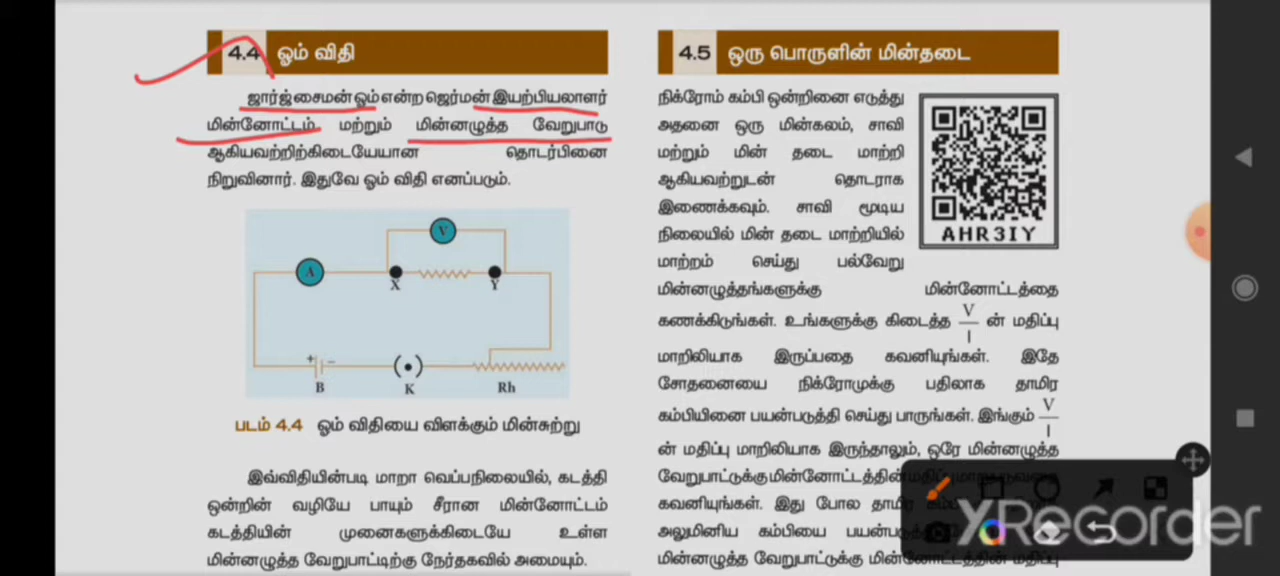 4.4 ஓம் விதி
ஜார்ஜ் சைமன் ஓம் என்ற ஜெர்மன் இயற்பியலாளர்
மின்னோட்டம் மற்றும் மின்னழுத்த வேறுபாடு
ஆகியவற்றிற்கிடையேயான தொடர்பினை
நிறுவினார். இதுவே ஓம் விதி எனப்படும்.
V
A
X Y
+ −
B K Rh
படம் 4.4 ஓம் விதியை விளக்கும் மின்சுற்று
இவ்விதியின்படி மாறா வெப்பநிலையில், கடத்தி
ஒன்றின் வழியே பாயும் சீரான மின்னோட்டம்
கடத்தியின் முனைகளுக்கிடையே உள்ள
மின்னழுத்த வேறுபாட்டிற்கு நேர்தகவில் அமையும்.
4.5 ஒரு பொருளின் மின்தடை
நிக்ரோம் கம்பி ஒன்றினை எடுத்து
அதனை ஒரு மின்கலம், சாவி
மற்றும் மின் தடை மாற்றி
ஆகியவற்றுடன் தொடராக
இணைக்கவும். சாவி மூடிய
நிலையில் மின் தடை மாற்றியில்
மாற்றம் செய்து பல்வேறு
AHR3IY
மின்னழுத்தங்களுக்கு மின்னோட்டத்தை
கணக்கிடுங்கள். உங்களுக்கு கிடைத்த V/I ன் மதிப்பு
மாறிலியாக இருப்பதை கவனியுங்கள். இதே
சோதனையை நிக்ரோமுக்கு பதிலாக தாமிர
கம்பியினை பயன்படுத்தி செய்து பாருங்கள். இங்கும் V/I
ன் மதிப்பு மாறிலியாக இருந்தாலும், ஒரே மின்னழுத்த
வேறுபாட்டுக்கு மின்னோட்டத்தின்
கவனியுங்கள். இது போல
அலுமினிய கம்பியை
மின்னழுத்த வேறுபாட்டுக்கு மின்னோட்டத்தின் மதிப்பு
XRecorder